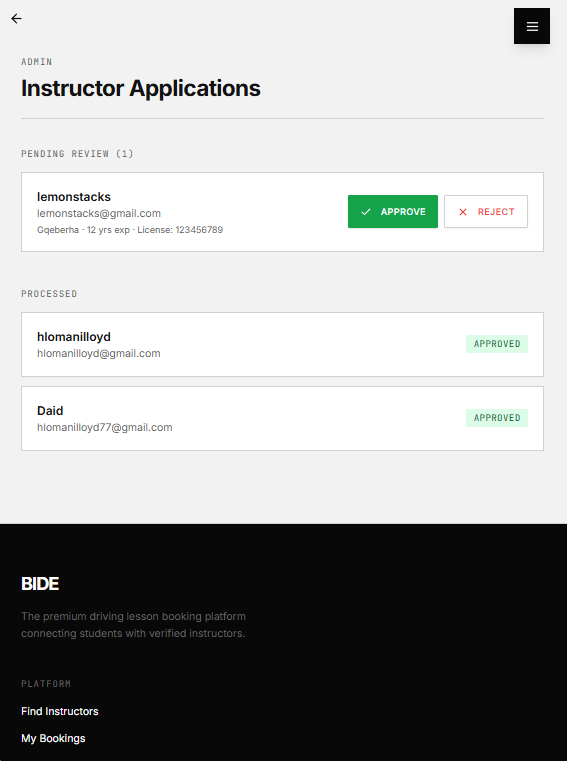 ADMIN
Instructor Applications
PENDING REVIEW (1)
lemonstacks
lemonstacks@gmail.com
Gqeberha · 12 yrs exp · License: 123456789
APPROVE
REJECT
PROCESSED
hlomanilloyd
hlomanilloyd@gmail.com
APPROVED
Daid
hlomanilloyd77@gmail.com
APPROVED
BIDE
The premium driving lesson booking platform
connecting students with verified instructors.
PLATFORM
Find Instructors
My Bookings